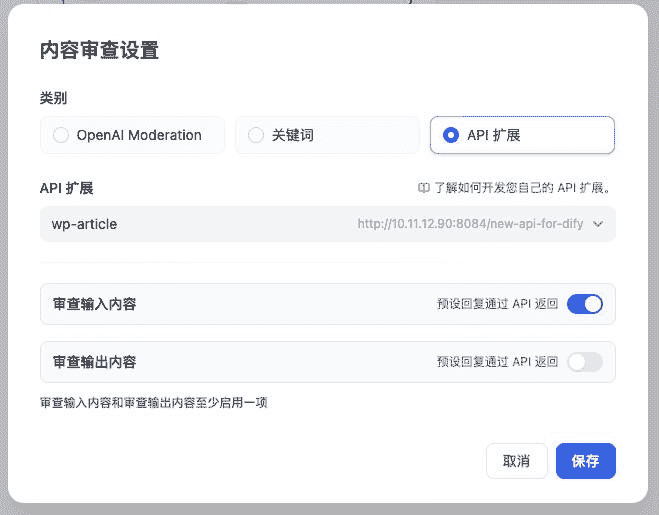 内容审查设置
类别
OpenAI Moderation
关键词
API 扩展
API 扩展
了解如何开发您自己的 API 扩展。
wp-article
http://10.11.12.90:8084/new-api-for-dify
审查输入内容
预设回复通过 API 返回
审查输出内容
预设回复通过 API 返回
审查输入内容和审查输出内容至少启用一项
取消
保存